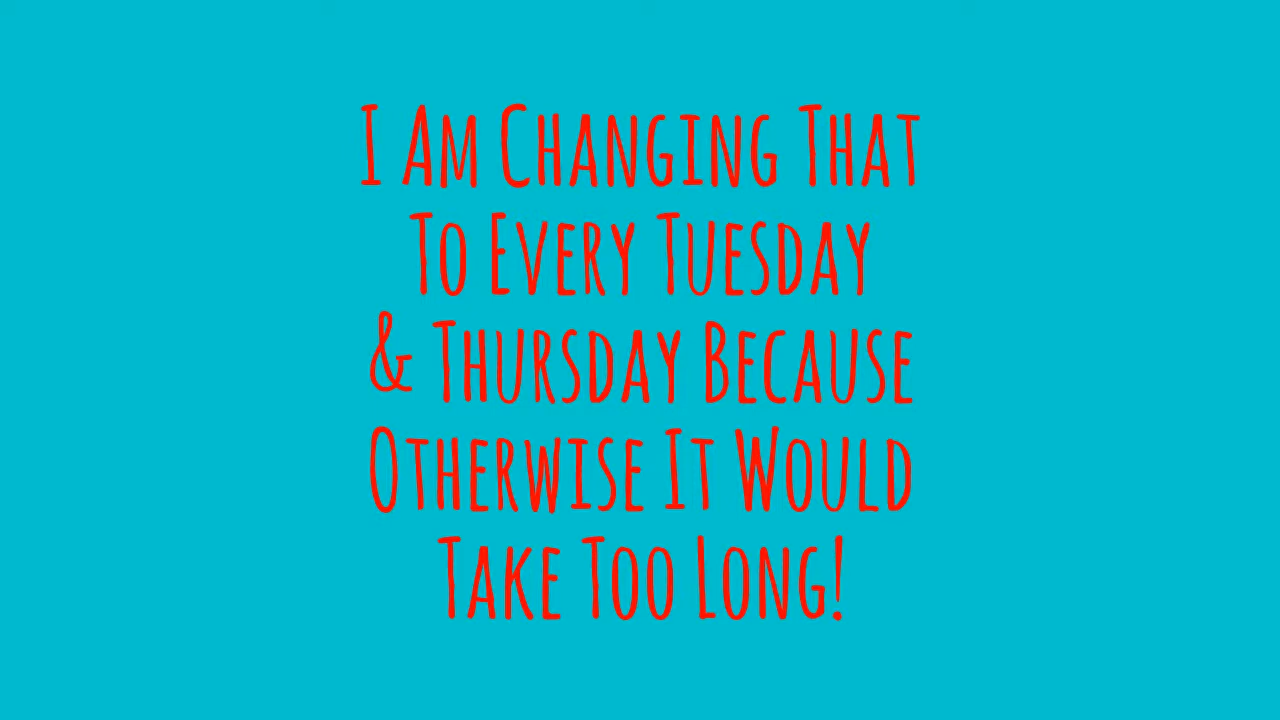 I Am Changing That
To Every Tuesday
& Thursday Because
Otherwise It Would
Take Too Long!